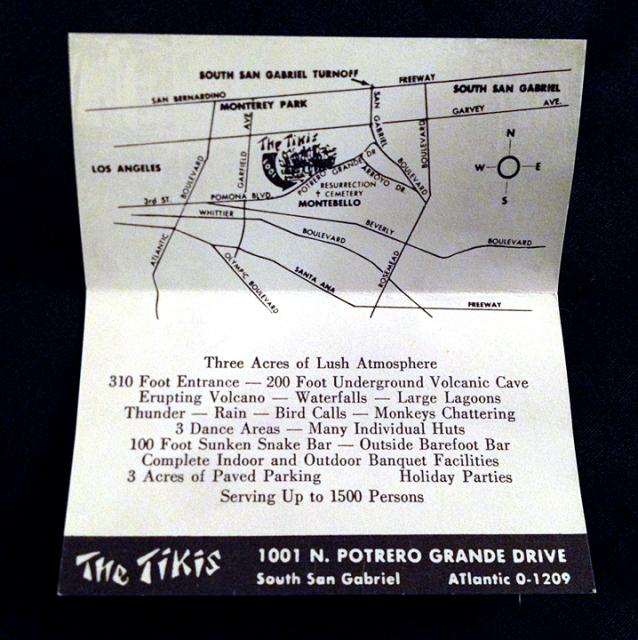 SOUTH SAN GABRIEL TURNOFF
FREEWAY
SAN BERNARDINO
MONTEREY PARK
SOUTH SAN GABRIEL
GARVEY AVE.
SAN GABRIEL BOULEVARD
BOULEVARD
GARFIELD AVE
The Tikis
1001
N
W E
S
LOS ANGELES
ATLANTIC BOULEVARD
POTRERO GRANDE DR
ARROYO DR
RESURRECTION
CEMETERY
3rd ST.
POMONA BLVD
MONTEBELLO
WHITTIER BOULEVARD
BEVERLY BOULEVARD
ROSEMEAD
OLYMPIC BOULEVARD
SANTA ANA FREEWAY
Three Acres of Lush Atmosphere
310 Foot Entrance — 200 Foot Underground Volcanic Cave
Erupting Volcano — Waterfalls — Large Lagoons
Thunder — Rain — Bird Calls — Monkeys Chattering
3 Dance Areas — Many Individual Huts
100 Foot Sunken Snake Bar — Outside Barefoot Bar
Complete Indoor and Outdoor Banquet Facilities
3 Acres of Paved Parking Holiday Parties
Serving Up to 1500 Persons
The Tikis 1001 N. POTRERO GRANDE DRIVE
South San Gabriel ATlantic 0-1209